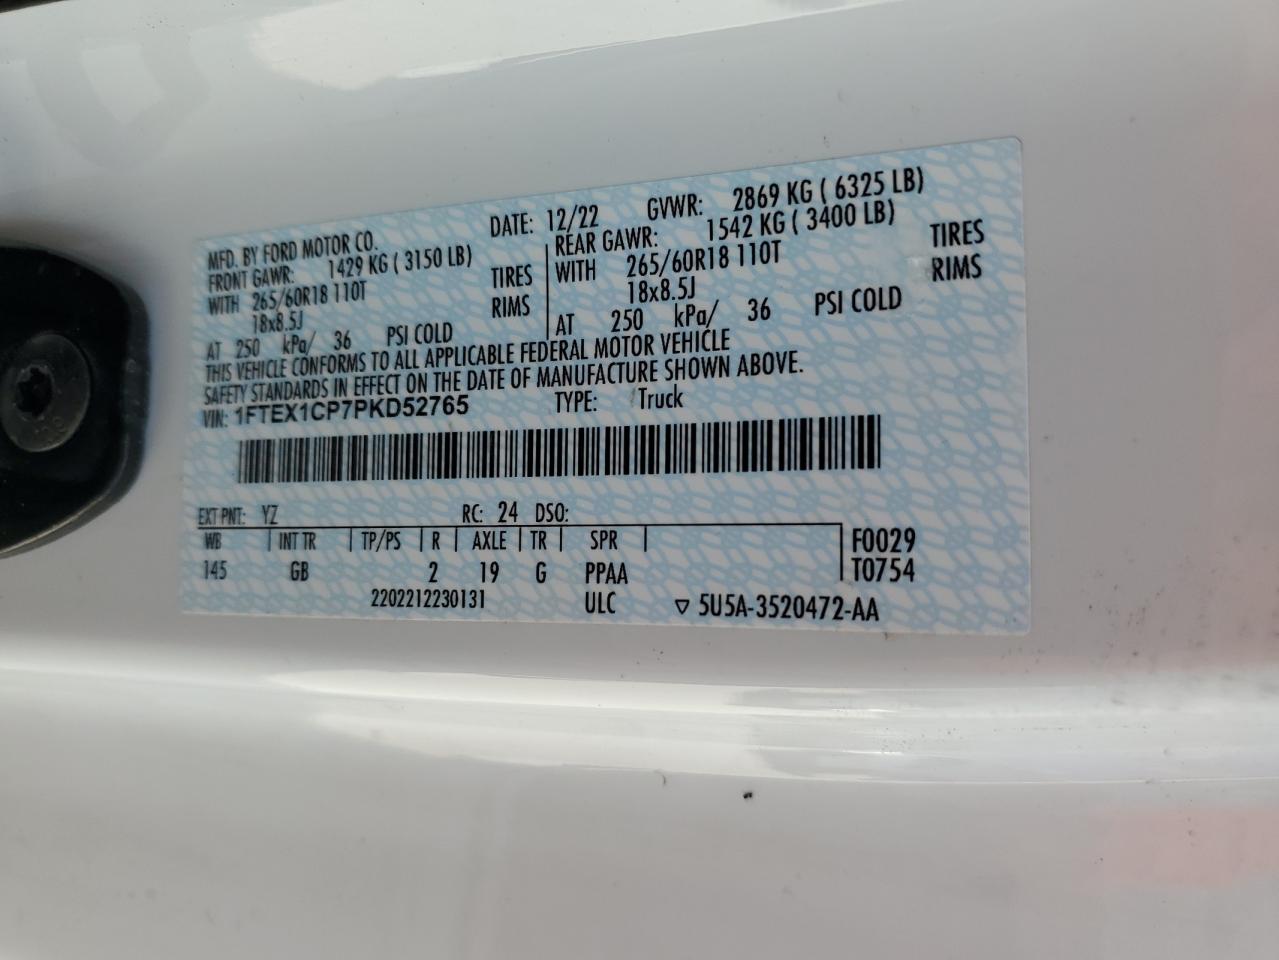 MFD. BY FORD MOTOR CO. DATE: 12/22 GVWR: 2869 KG ( 6325 LB)
FRONT GAWR: 1429 KG ( 3150 LB) REAR GAWR: 1542 KG ( 3400 LB)
WITH 265/60R18 110T TIRES WITH 265/60R18 110T TIRES
18x8.5J RIMS 18x8.5J RIMS
AT 250 kPa/ 36 PSI COLD AT 250 kPa/ 36 PSI COLD
THIS VEHICLE CONFORMS TO ALL APPLICABLE FEDERAL MOTOR VEHICLE
SAFETY STANDARDS IN EFFECT ON THE DATE OF MANUFACTURE SHOWN ABOVE.
VIN: 1FTEX1CP7PKD52765 TYPE: Truck
EXT PNT: YZ RC: 24 DSO:
WB INT TR TP/PS R AXLE TR SPR F0029
145 GB 2 19 G PPAA T0754
2202212230131 ULC ▽ 5U5A-3520472-AA